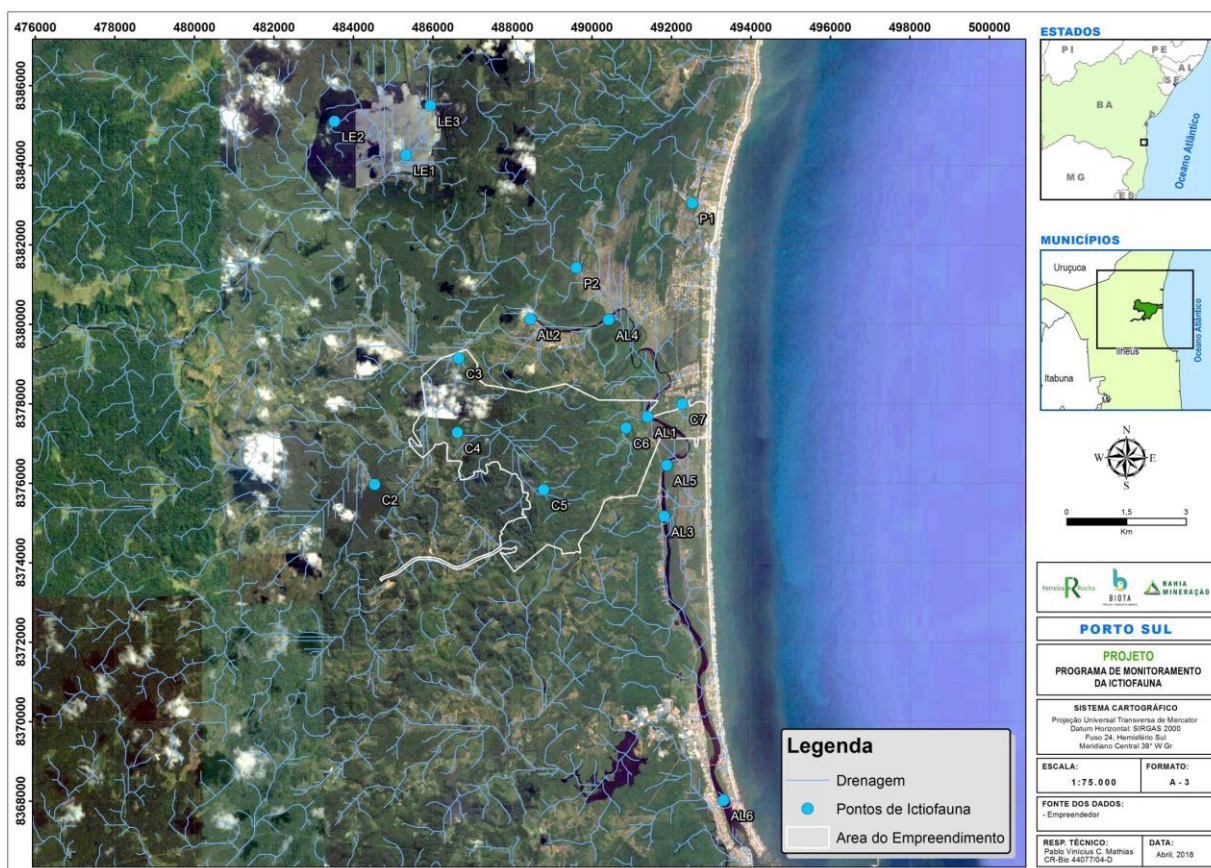 476000 478000 480000 482000 484000 486000 488000 490000 492000 494000 496000 498000 500000
8386000
8384000
8382000
8380000
8378000
8376000
8374000
8372000
8370000
8368000
LE3
LE2
LE1
P1
P2
AL2
AL4
C3
C7
AL1
C6
C4
AL5
C2
C5
AL3
AL6
Legenda
Drenagem
Pontos de Ictiofauna
Area do Empreendimento
ESTADOS
PI
PE
AL
SE
BA
MG
ES
Oceano Atlântico
MUNICÍPIOS
Uruçuca
Ilhéus
Itabuna
Oceano Atlântico
N
W E
S
0 1,5 3
Km
Ferreira Rocha
BIOTA
BAHIA
MINERAÇÃO
PORTO SUL
PROJETO
PROGRAMA DE MONITORAMENTO
DA ICTIOFAUNA
SISTEMA CARTOGRÁFICO
Projeção Universal Transversa de Mercator
Datum Horizontal: SIRGAS 2000
Fuso 24, Hemisfério Sul
Meridiano Central 39° W Gr
ESCALA:
1:75.000
FORMATO:
A - 3
FONTE DOS DADOS:
- Empreendedor
RESP. TÉCNICO:
Pablo Vinícius C. Mathias
CR-Bio 44077/04-D
DATA:
Abril, 2018